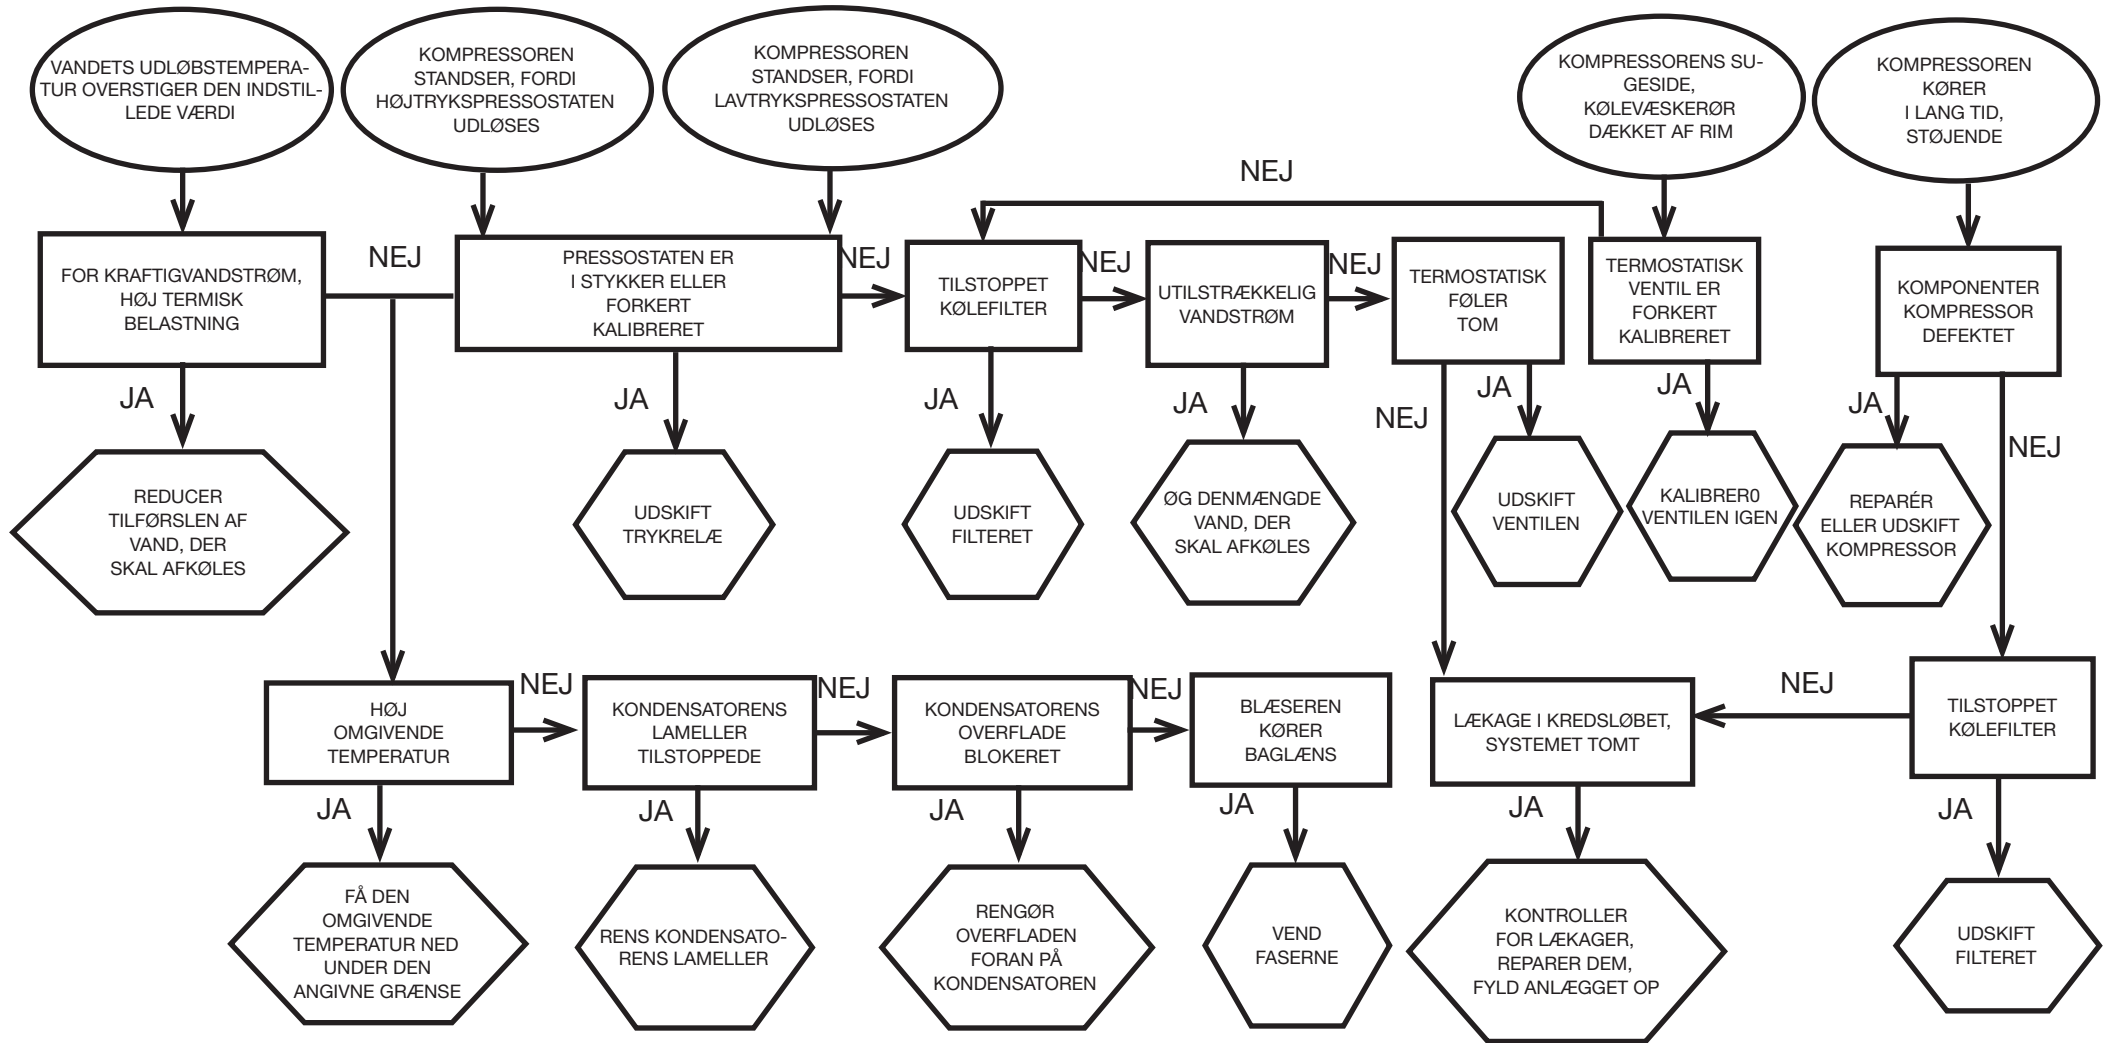 VANDETS UDLØBSTEMPERA-
TUR OVERSTIGER DEN INDSTIL-
LEDE VÆRDI
KOMPRESSOREN
STANDSER, FORDI
HØJTRYKSPRESSOSTATEN
UDLØSES
KOMPRESSOREN
STANDSER, FORDI
LAVTRYKSPRESSOSTATEN
UDLØSES
KOMPRESSORENS SU-
GESIDE,
KØLEVÆSKERØR
DÆKKET AF RIM
KOMPRESSOREN
KØRER
I LANG TID,
STØJENDE
NEJ
FOR KRAFTIGVANDSTRØM,
HØJ TERMISK
BELASTNING
NEJ
PRESSOSTATEN ER
I STYKKER ELLER
FORKERT
KALIBRERET
NEJ
TILSTOPPET
KØLEFILTER
NEJ
UTILSTRÆKKELIG
VANDSTRØM
NEJ
TERMOSTATISK
FØLER
TOM
TERMOSTATISK
VENTIL ER
FORKERT
KALIBRERET
KOMPONENTER
KOMPRESSOR
DEFEKTET
JA
JA
JA
JA
NEJ
JA
JA
JA
NEJ
REDUCER
TILFØRSLEN AF
VAND, DER
SKAL AFKØLES
UDSKIFT
TRYKRELÆ
UDSKIFT
FILTERET
ØG DENMÆNGDE
VAND, DER
SKAL AFKØLES
UDSKIFT
VENTILEN
KALIBRER0
VENTILEN IGEN
REPARÉR
ELLER UDSKIFT
KOMPRESSOR
HØJ
OMGIVENDE
TEMPERATUR
NEJ
KONDENSATORENS
LAMELLER
TILSTOPPEDE
NEJ
KONDENSATORENS
OVERFLADE
BLOKERET
NEJ
BLÆSEREN
KØRER
BAGLÆNS
LÆKAGE I KREDSLØBET,
SYSTEMET TOMT
NEJ
TILSTOPPET
KØLEFILTER
JA
JA
JA
JA
JA
JA
FÅ DEN
OMGIVENDE
TEMPERATUR NED
UNDER DEN
ANGIVNE GRÆNSE
RENS KONDENSATO-
RENS LAMELLER
RENGØR
OVERFLADEN
FORAN PÅ
KONDENSATOREN
VEND
FASERNE
KONTROLLER
FOR LÆKAGER,
REPARER DEM,
FYLD ANLÆGGET OP
UDSKIFT
FILTERET